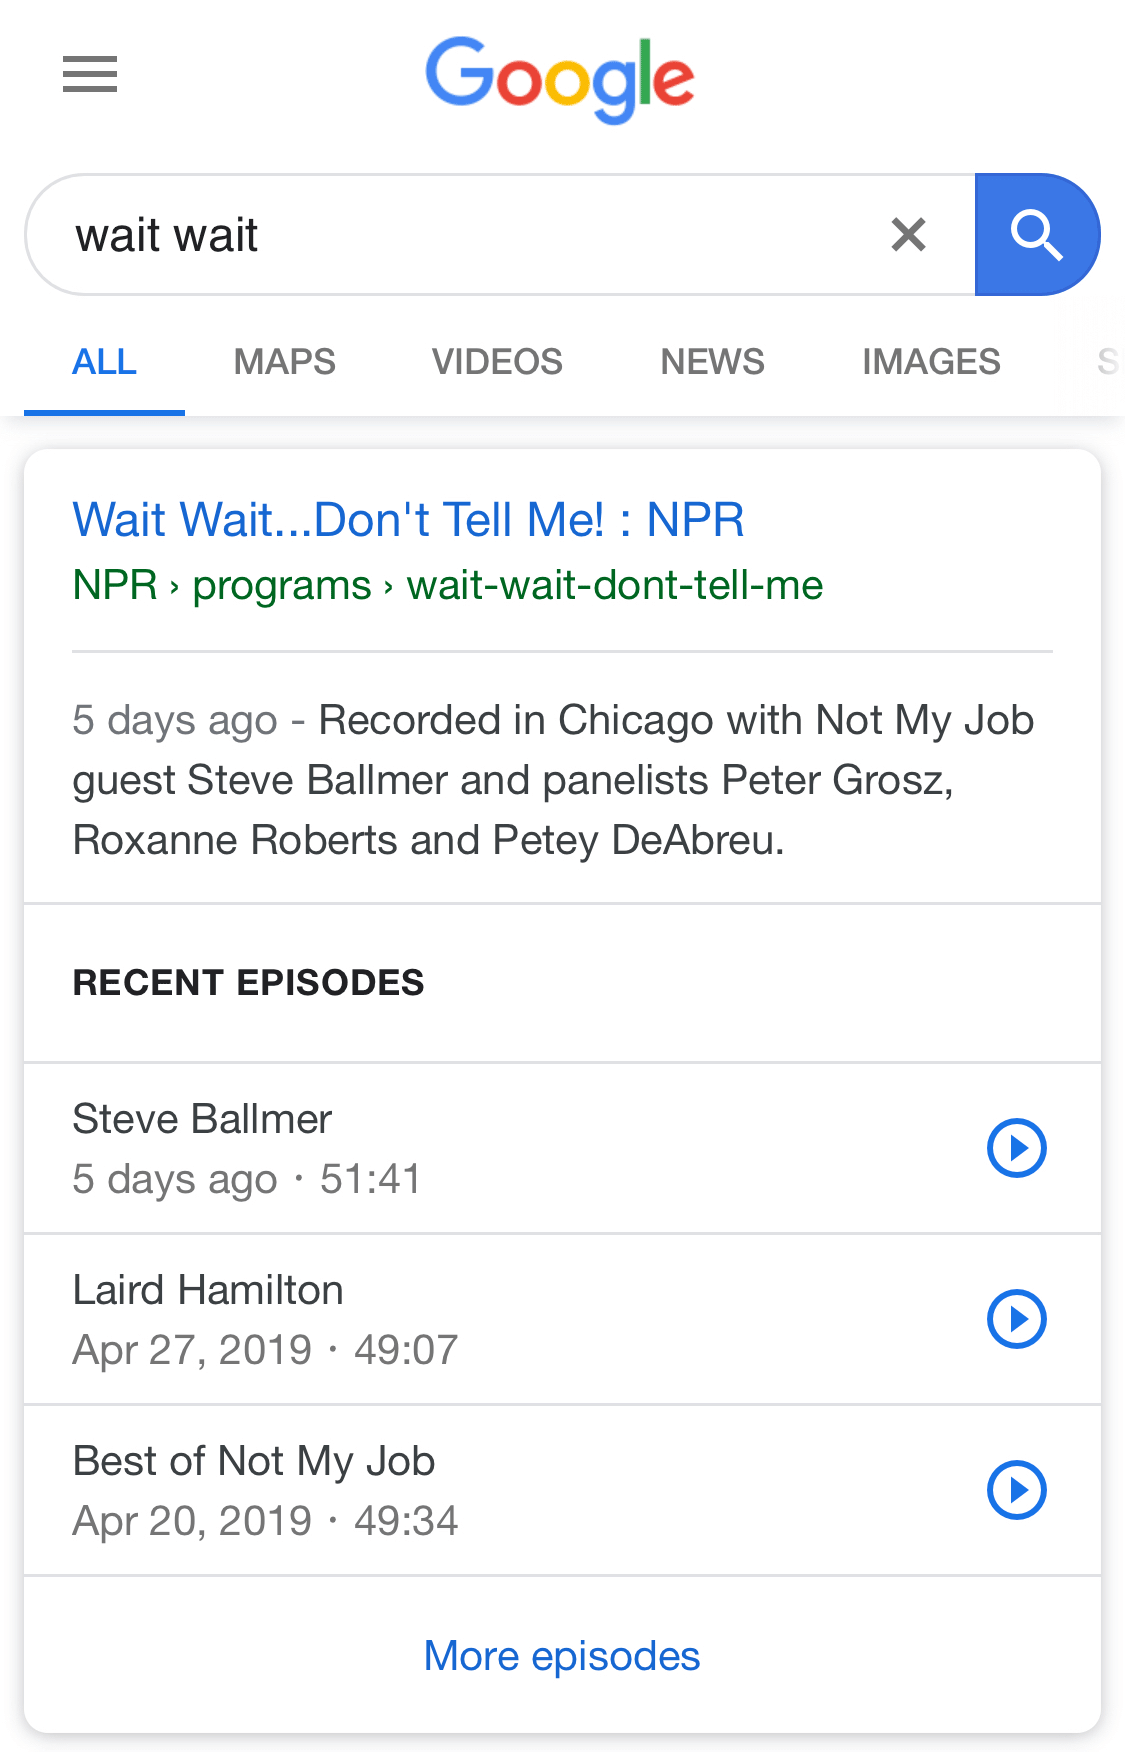 Google
wait wait
ALL MAPS VIDEOS NEWS IMAGES
Wait Wait...Don't Tell Me! : NPR
NPR › programs › wait-wait-dont-tell-me
5 days ago - Recorded in Chicago with Not My Job
guest Steve Ballmer and panelists Peter Grosz,
Roxanne Roberts and Petey DeAbreu.
RECENT EPISODES
Steve Ballmer
5 days ago · 51:41
Laird Hamilton
Apr 27, 2019 · 49:07
Best of Not My Job
Apr 20, 2019 · 49:34
More episodes